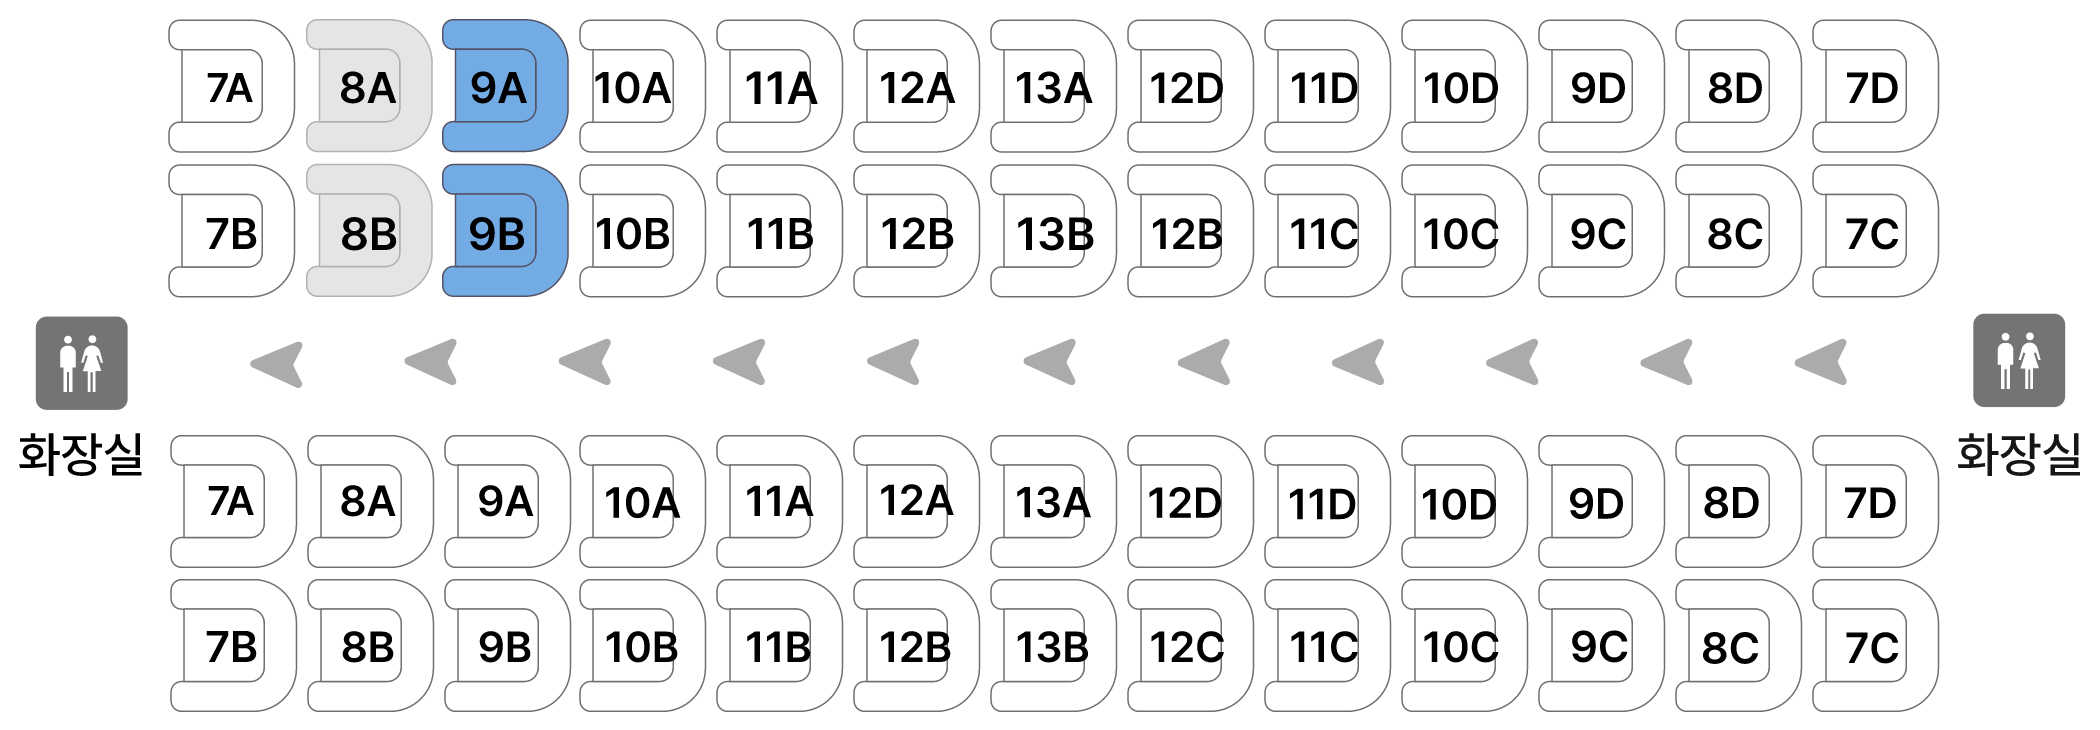 7A 8A 9A 10A 11A 12A 13A 12D 11D 10D 9D 8D 7D
7B 8B 9B 10B 11B 12B 13B 12B 11C 10C 9C 8C 7C
화장실 화장실
7A 8A 9A 10A 11A 12A 13A 12D 11D 10D 9D 8D 7D
7B 8B 9B 10B 11B 12B 13B 12C 11C 10C 9C 8C 7C